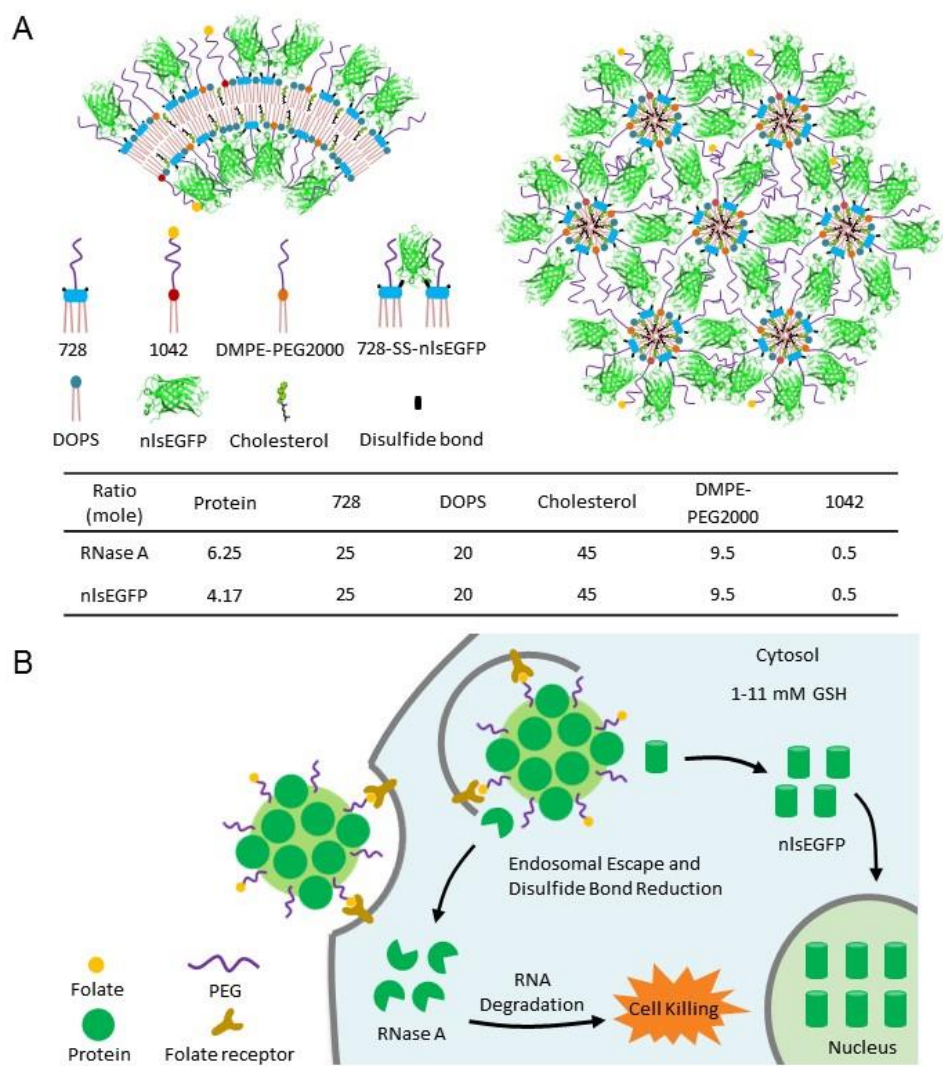 A
728
1042
DMPE-PEG2000
728-SS-nlsEGFP
DOPS
nlsEGFP
Cholesterol
Disulfide bond
Ratio (mole) Protein 728 DOPS Cholesterol DMPE-PEG2000 1042
RNase A 6.25 25 20 45 9.5 0.5
nlsEGFP 4.17 25 20 45 9.5 0.5
B
Cytosol
1-11 mM GSH
nlsEGFP
Endosomal Escape and
Disulfide Bond Reduction
RNA
Degradation
Cell Killing
RNase A
Nucleus
Folate
PEG
Protein
Folate receptor